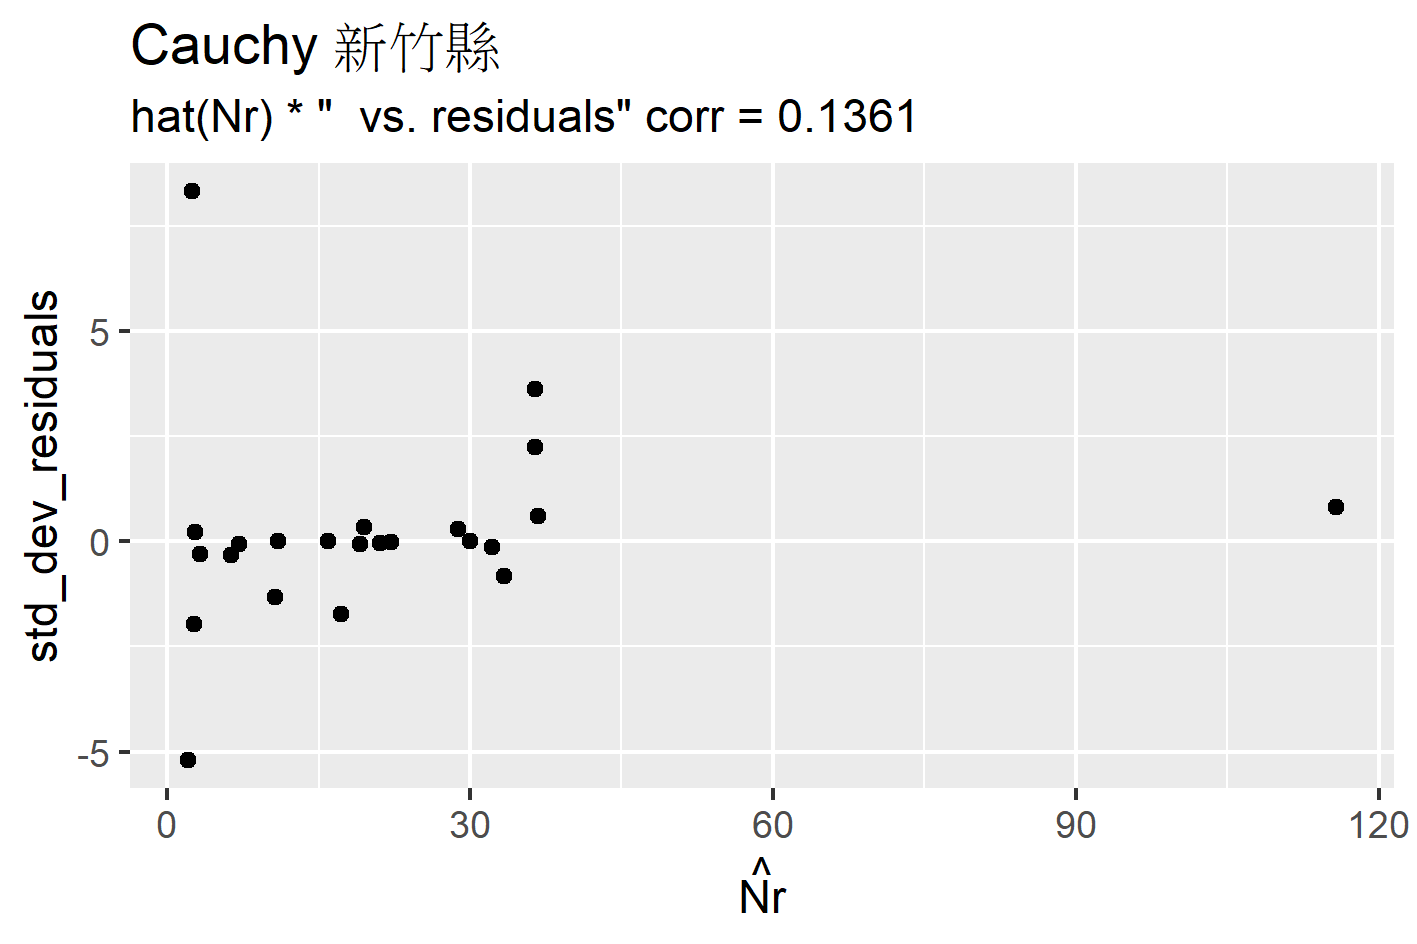 Cauchy 新竹縣
hat(Nr) * "  vs. residuals" corr = 0.1361
std_dev_residuals
5
0
-5
0 30 60 90 120
N̂r